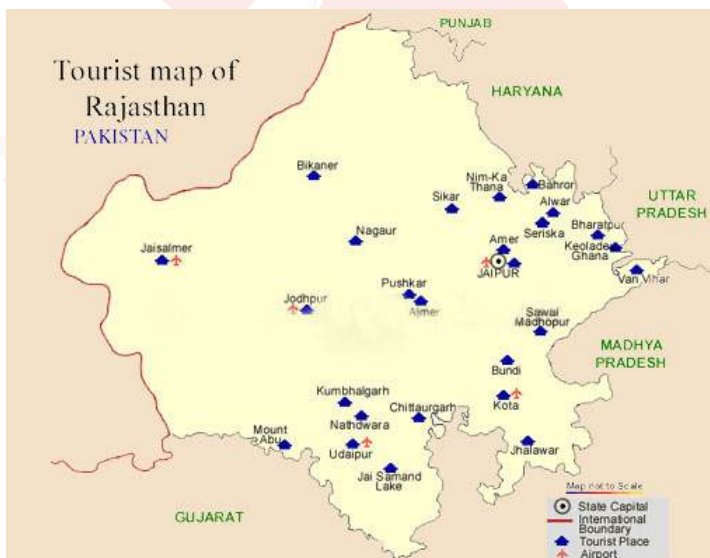 PUNJAB
Tourist map of
Rajasthan
PAKISTAN
HARYANA
Bikaner
Nim-Ka
Thana
Bahror
UTTAR
PRADESH
Sikar
Alwar
Nagaur
Seriska
Bharatpur
Jaisalmer
Amer
Keolader
Ghana
JAIPUR
Van Vihar
Pushkar
Jodhpur
Ajmer
Sawai
Madhopur
MADHYA
PRADESH
Bundi
Kumbhalgarh
Chittaurgarh
Kota
Nathdwara
Mount
Abu
Udaipur
Jhalawar
Jai Samand
Lake
Map not to Scale
GUJARAT
State Capital
International
Boundary
Tourist Place
Airport